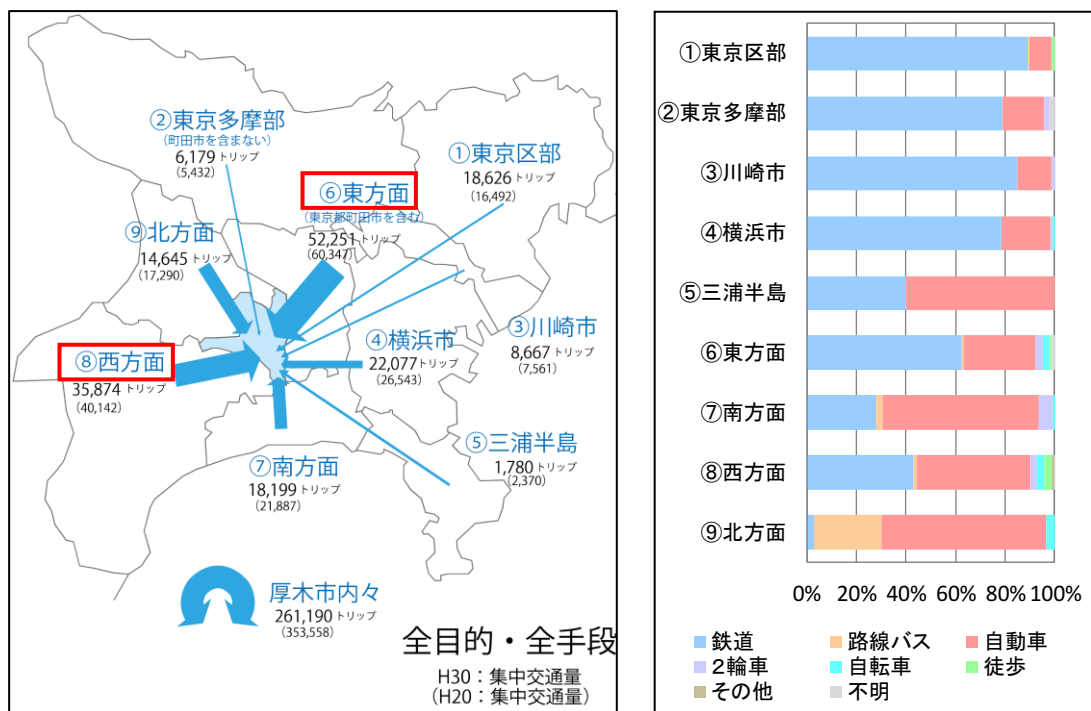 ②東京多摩部
(町田市を含まない)
6,179 トリップ
(5,432)
①東京区部
18,626 トリップ
(16,492)
⑥東方面
(東京都町田市を含む)
52,251 トリップ
(60,347)
⑨北方面
14,645 トリップ
(17,290)
③川崎市
8,667 トリップ
(7,561)
④横浜市
22,077 トリップ
(26,543)
⑧西方面
35,874 トリップ
(40,142)
⑤三浦半島
1,780 トリップ
(2,370)
⑦南方面
18,199 トリップ
(21,887)
厚木市内々
261,190 トリップ
(353,558)
全目的・全手段
H30：集中交通量
(H20：集中交通量)
①東京区部
②東京多摩部
③川崎市
④横浜市
⑤三浦半島
⑥東方面
⑦南方面
⑧西方面
⑨北方面
0% 20% 40% 60% 80% 100%
鉄道 路線バス 自動車
２輪車 自転車 徒歩
その他 不明